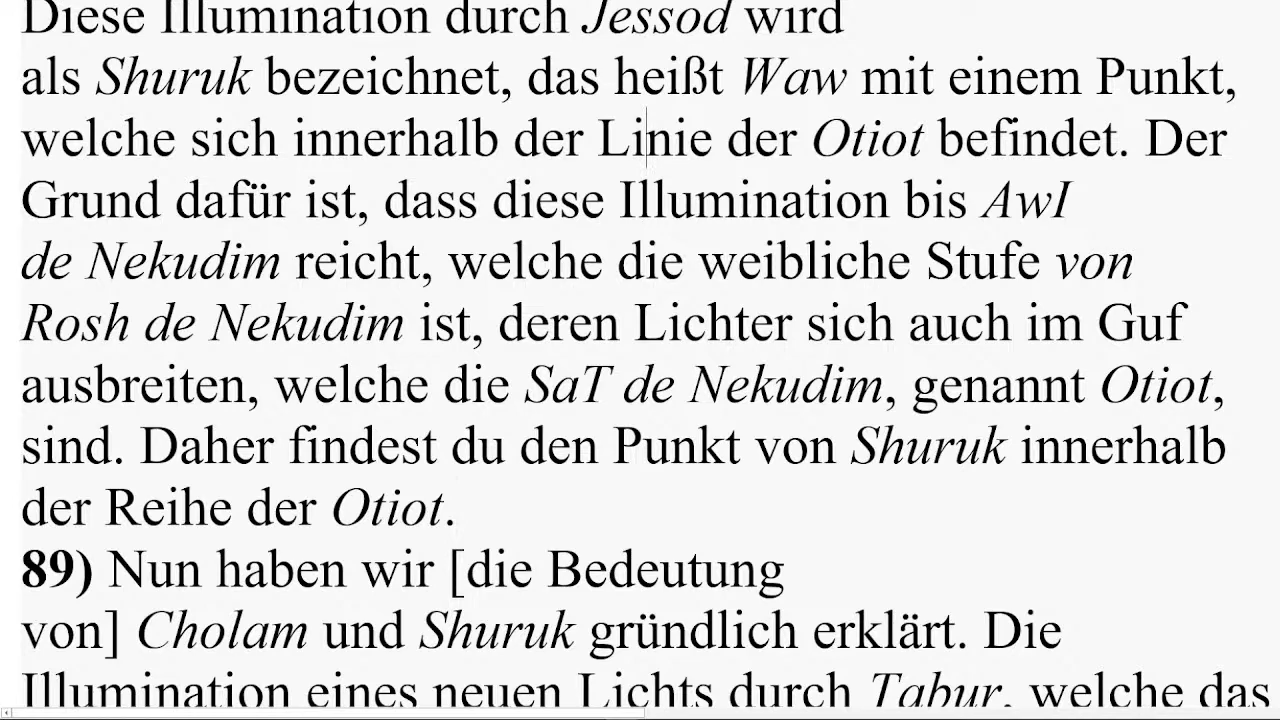 Diese Illumination durch Jessod wird
als Shuruk bezeichnet, das heißt Waw mit einem Punkt,
welche sich innerhalb der Linie der Otiot befindet. Der
Grund dafür ist, dass diese Illumination bis AwI
de Nekudim reicht, welche die weibliche Stufe von
Rosh de Nekudim ist, deren Lichter sich auch im Guf
ausbreiten, welche die SaT de Nekudim, genannt Otiot,
sind. Daher findest du den Punkt von Shuruk innerhalb
der Reihe der Otiot.
89) Nun haben wir [die Bedeutung
von] Cholam und Shuruk gründlich erklärt. Die
Illumination eines neuen Lichts durch Tabur, welche das